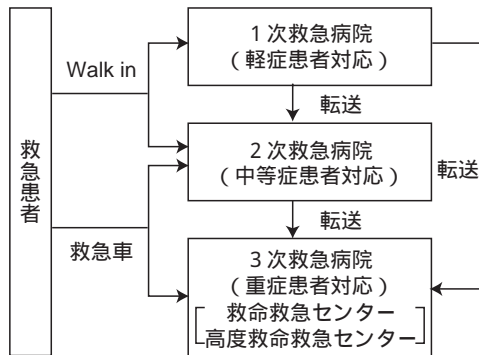 救急患者
Walk in
救急車
1次救急病院
(軽症患者対応)
転送
2次救急病院
(中等症患者対応)
転送
転送
3次救急病院
(重症患者対応)
救命救急センター
高度救命救急センター